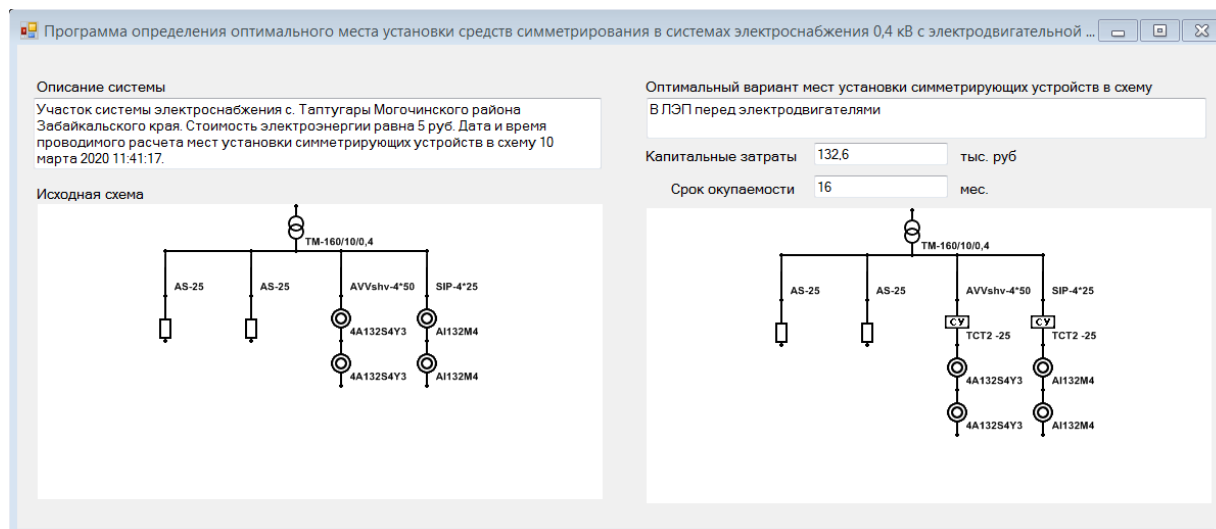 Программа определения оптимального места установки средств симметрирования в системах электроснабжения 0,4 кВ с электродвигательной ...
Описание системы
Участок системы электроснабжения с. Таптугары Могочинского района
Забайкальского края. Стоимость электроэнергии равна 5 руб. Дата и время
проводимого расчета мест установки симметрирующих устройств в схему 10
марта 2020 11:41:17.
Исходная схема
TM-160/10/0,4
AS-25
AS-25
AVVshv-4*50
SIP-4*25
4A132S4Y3
AI132M4
4A132S4Y3
AI132M4
Оптимальный вариант мест установки симметрирующих устройств в схему
В ЛЭП перед электродвигателями
Капитальные затраты 132,6 тыс. руб
Срок окупаемости 16 мес.
TM-160/10/0,4
AS-25
AS-25
AVVshv-4*50
SIP-4*25
СУ
СУ
TCT2 -25
TCT2 -25
4A132S4Y3
AI132M4
4A132S4Y3
AI132M4